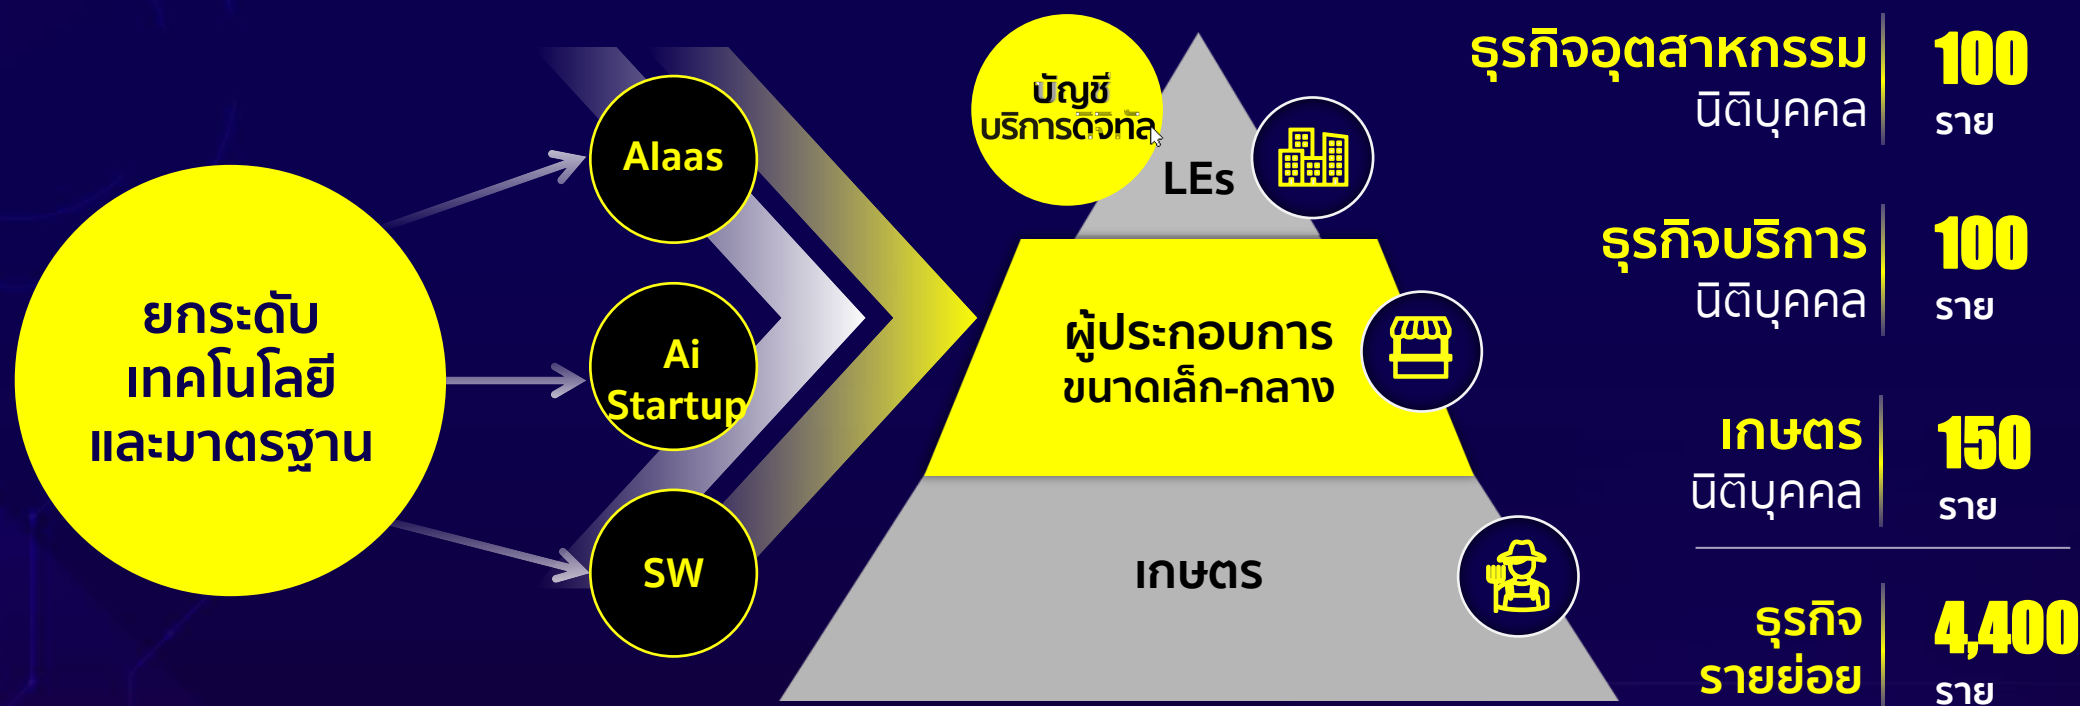 ยกระดับ
เทคโนโลยี
และมาตรฐาน
AIaas
Ai
Startup
SW
บัญชี
บริการดิจิทัล
LEs
ผู้ประกอบการ
ขนาดเล็ก-กลาง
เกษตร
ธุรกิจอุตสาหกรรม
นิติบุคคล
100
ราย
ธุรกิจบริการ
นิติบุคคล
100
ราย
เกษตร
นิติบุคคล
150
ราย
ธุรกิจ
รายย่อย
4,400
ราย